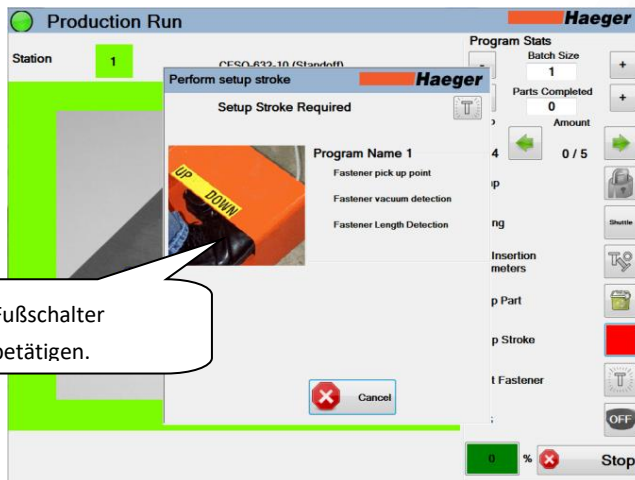 Production Run
Haeger
Program Stats
Station
1
CFSO-632-10 (Standoff)
Batch Size
-
1
+
Parts Completed
0
+
Amount
4
0 / 5
Perform setup stroke
Haeger
Setup Stroke Required
T
UP DOWN
Program Name 1
Fastener pick up point
Fastener vacuum detection
Fastener Length Detection
Cancel
Shuttle
Insertion
meters
p Part
p Stroke
t Fastener
T
OFF
Fußschalter
betätigen.
0
%
Stop